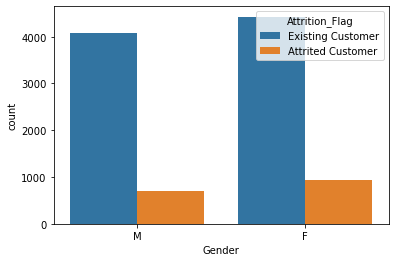 Attrition_Flag
Existing Customer
Attrited Customer
4000
3000
2000
1000
0
count
M F
Gender